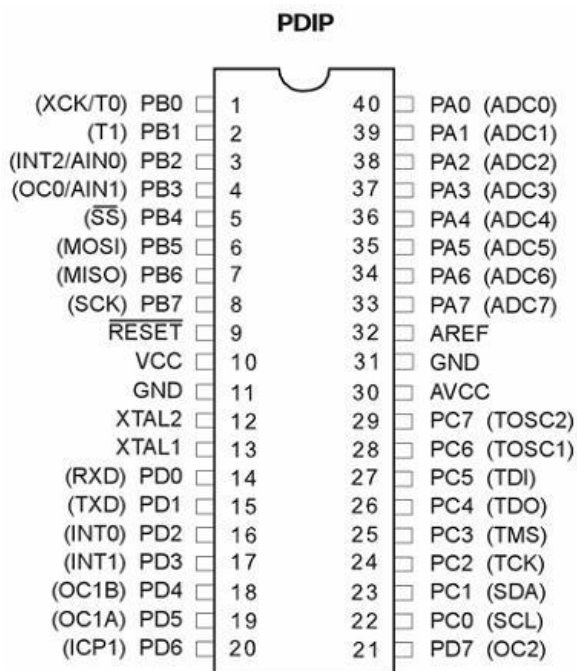 PDIP
(XCK/T0) PB0 1 40 PA0 (ADC0)
(T1) PB1 2 39 PA1 (ADC1)
(INT2/AIN0) PB2 3 38 PA2 (ADC2)
(OC0/AIN1) PB3 4 37 PA3 (ADC3)
(SS) PB4 5 36 PA4 (ADC4)
(MOSI) PB5 6 35 PA5 (ADC5)
(MISO) PB6 7 34 PA6 (ADC6)
(SCK) PB7 8 33 PA7 (ADC7)
RESET 9 32 AREF
VCC 10 31 GND
GND 11 30 AVCC
XTAL2 12 29 PC7 (TOSC2)
XTAL1 13 28 PC6 (TOSC1)
(RXD) PD0 14 27 PC5 (TDI)
(TXD) PD1 15 26 PC4 (TDO)
(INT0) PD2 16 25 PC3 (TMS)
(INT1) PD3 17 24 PC2 (TCK)
(OC1B) PD4 18 23 PC1 (SDA)
(OC1A) PD5 19 22 PC0 (SCL)
(ICP1) PD6 20 21 PD7 (OC2)